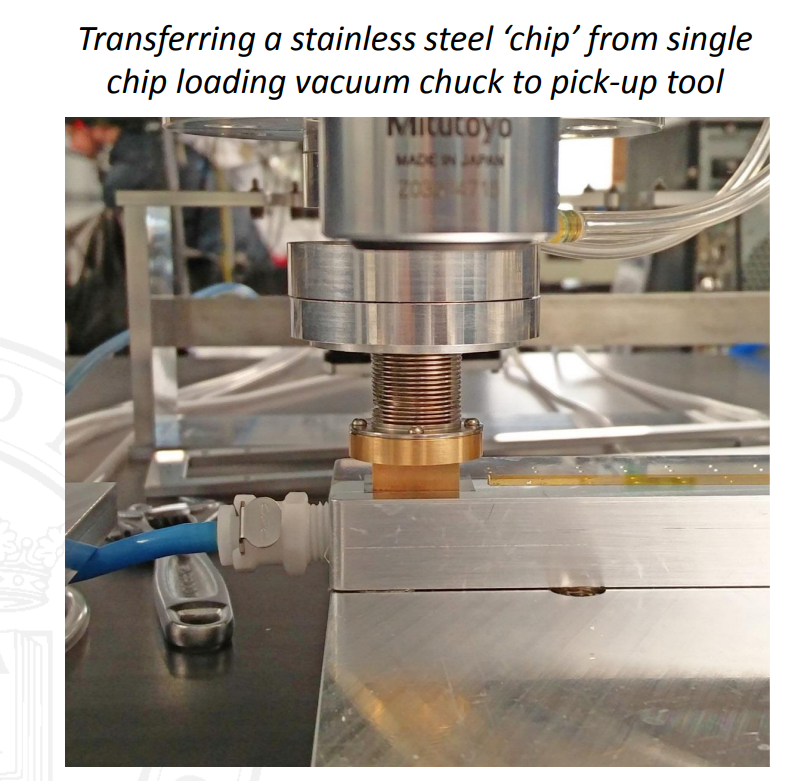 Transferring a stainless steel ‘chip’ from single
chip loading vacuum chuck to pick-up tool
Mitutoyo
MADE IN JAPAN